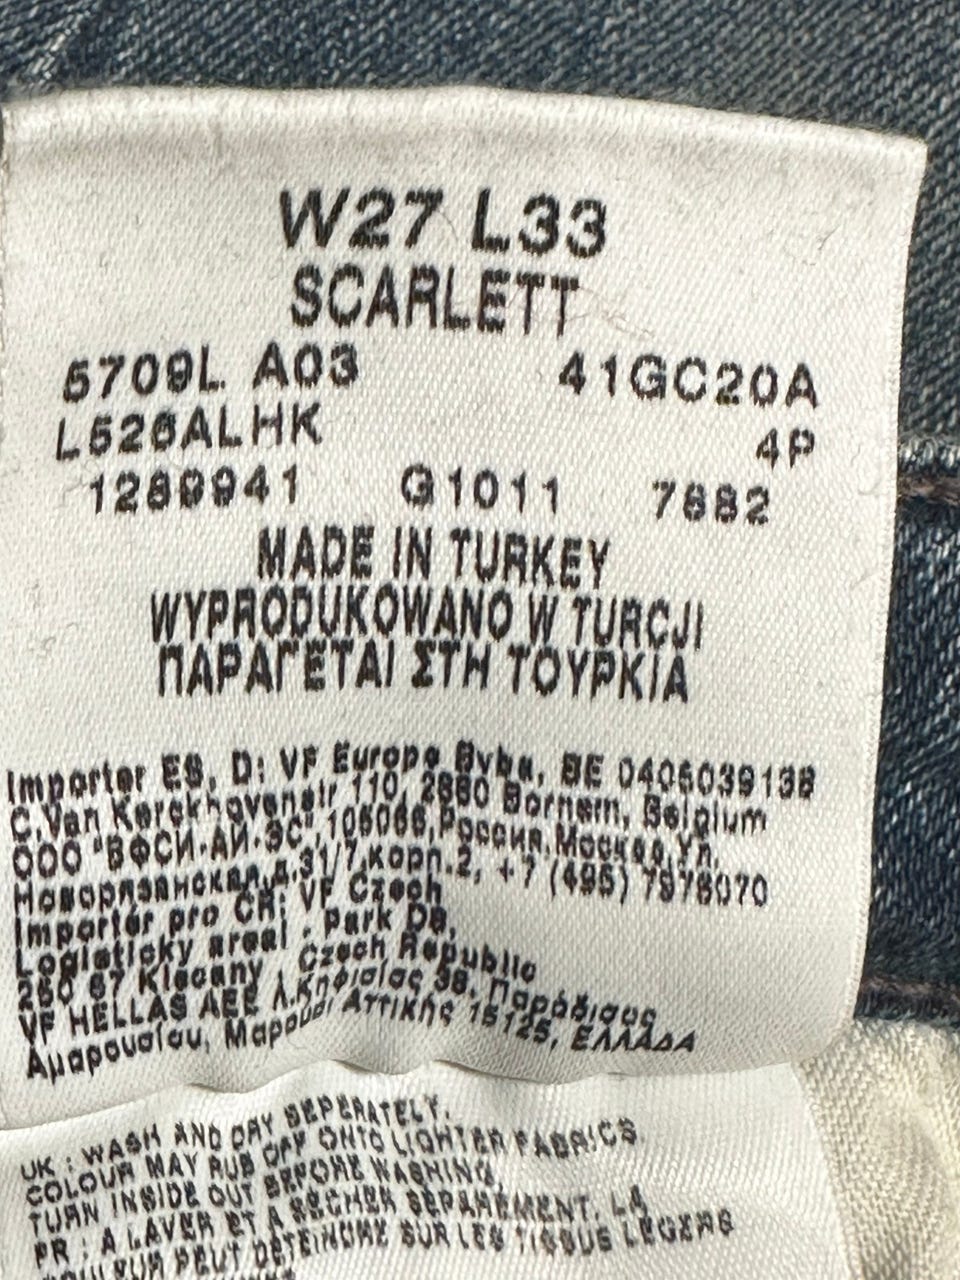 W27 L33
SCARLETT
5709L A03 41GC20A
L526ALHK 4P
1289941 G1011 7882
MADE IN TURKEY
WYPRODUKOWANO W TURCJI
ΠΑΡΑΓΕΤΑΙ ΣΤΗ ΤΟΥΡΚΙΑ
Importer ES, D: VF Europe Bvba, BE 0405039138
C.Van Kerckhovenstr 110, 2880 Bornem, Belgium
ООО "ВФСИ-АИ-ЭС", 105066, Россия, Москва, Ул.
Новорязанская, д.31/7, корп.2, +7 (495) 7976070
Importér pro CR: VF Czech
Logisticky areal - Park D8,
250 67 Klecany, Czech Republic
VF HELLAS AEE Λ.Κηφισίας 38, Παράδεισος
Αμαρουσίου, Μαρούσι Αττικής 15125, ΕΛΛΑΔΑ
UK : WASH AND DRY SEPERATELY.
COLOUR MAY RUB OFF ONTO LIGHTER FABRICS.
TURN INSIDE OUT BEFORE WASHING.
FR : A LAVER ET A SECHER SEPAREMENT. LA
COULEUR PEUT DETEINDRE SUR LES TISSUS LEGERS